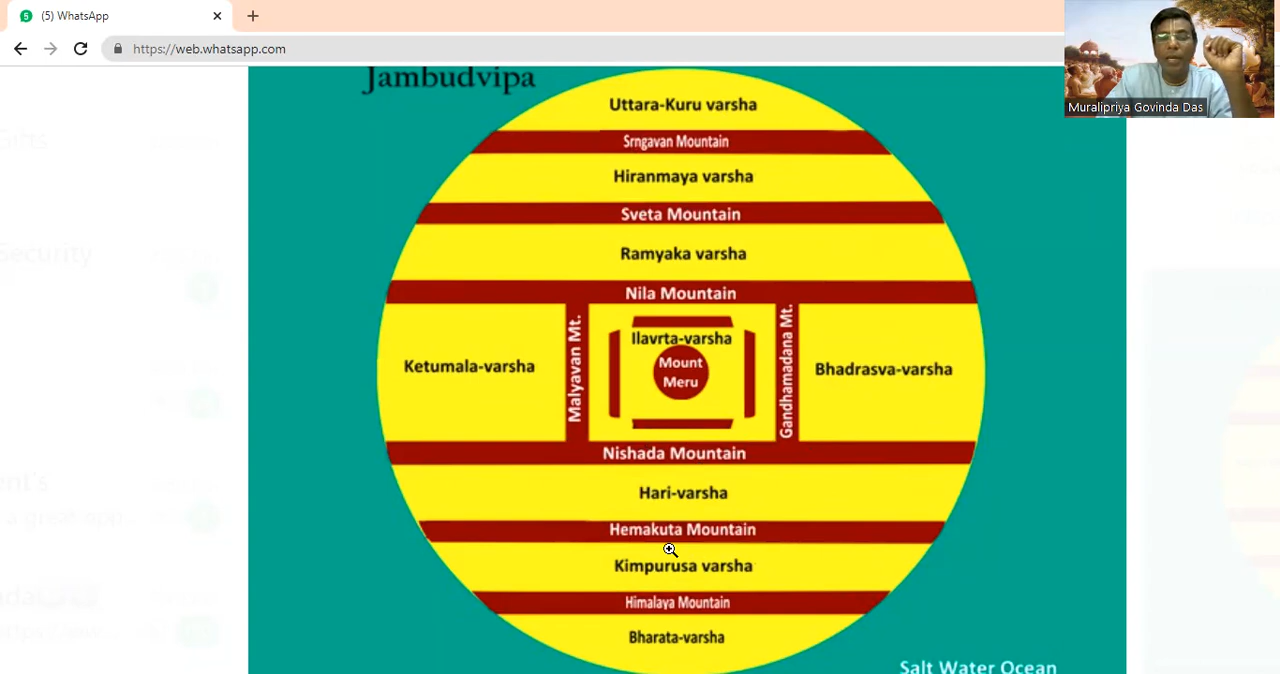 (5) WhatsApp
https://web.whatsapp.com
Muralipriya Govinda Das
Jambudvipa
Uttara-Kuru varsha
Srngavan Mountain
Hiranmaya varsha
Sveta Mountain
Ramyaka varsha
Nila Mountain
Ketumala-varsha
Malyavan Mt.
Ilavrta-varsha
Mount
Meru
Gandhamadana Mt.
Bhadrasva-varsha
Nishada Mountain
Hari-varsha
Hemakuta Mountain
Kimpurusa varsha
Himalaya Mountain
Bharata-varsha
Salt Water Ocean
Gifts
Security